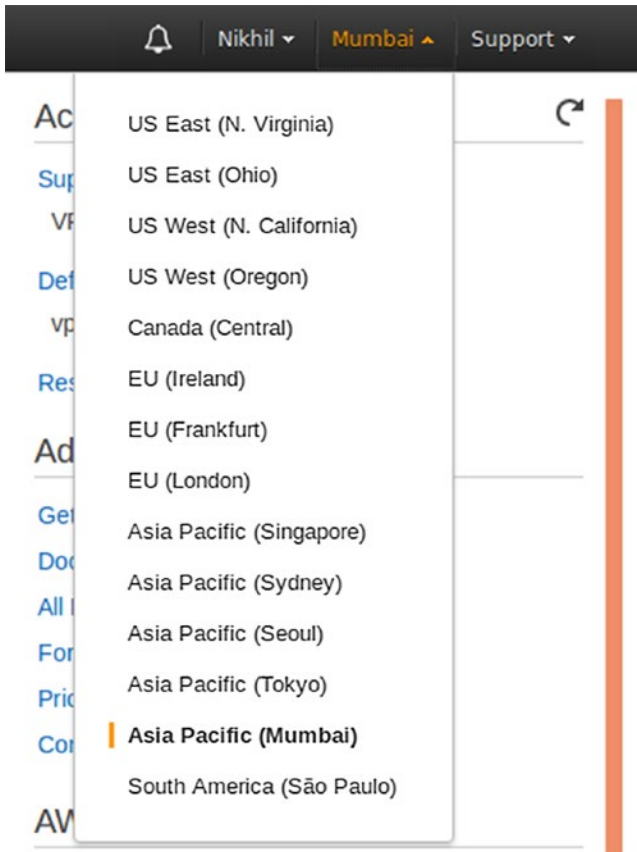 Nikhil Mumbai Support
US East (N. Virginia)
US East (Ohio)
US West (N. California)
US West (Oregon)
Canada (Central)
EU (Ireland)
EU (Frankfurt)
EU (London)
Asia Pacific (Singapore)
Asia Pacific (Sydney)
Asia Pacific (Seoul)
Asia Pacific (Tokyo)
Asia Pacific (Mumbai)
South America (São Paulo)